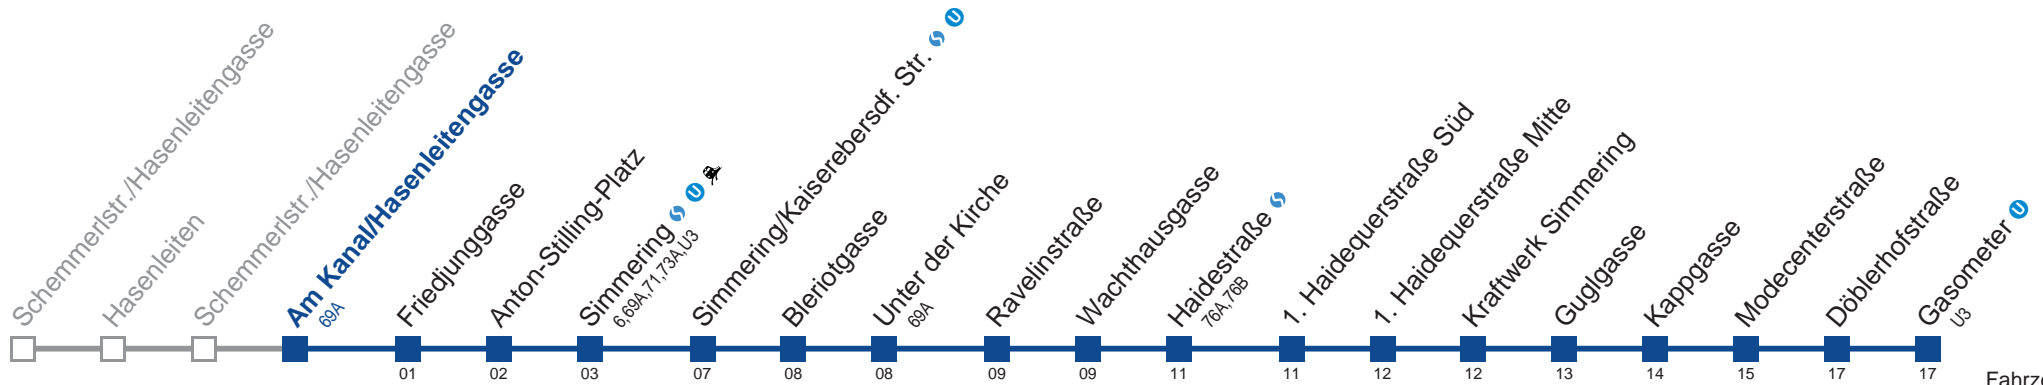 Schemmerlstr./Hasenleitengasse
Hasenleiten
Schemmerlstr./Hasenleitengasse
Am Kanal/Hasenleitengasse
69A
Friedjunggasse
01
Anton-Stilling-Platz
02
Simmering S U
6,69A,71,73A,U3
03
Simmering/Kaiserebersdf. Str. S U
07
Bleriotgasse
08
Unter der Kirche
69A
08
Ravelinstraße
09
Wachthausgasse
09
Haidestraße S
76A,76B
11
1. Haidequerstraße Süd
11
1. Haidequerstraße Mitte
12
Kraftwerk Simmering
12
Guglgasse
13
Kappgasse
14
Modecenterstraße
15
Döblerhofstraße
17
Gasometer U
U3
17
Fahrze